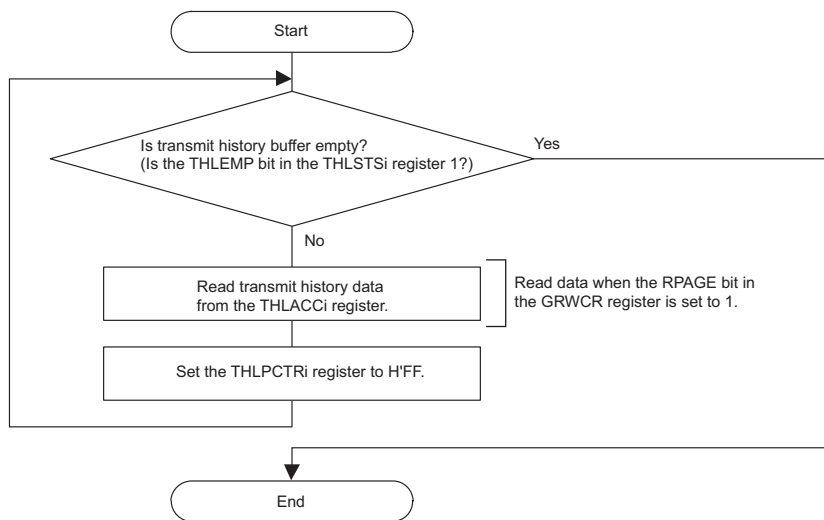 Start
Is transmit history buffer empty?
(Is the THLEMP bit in the THLSTSi register 1?)
Yes
No
Read transmit history data
from the THLACCi register.
Read data when the RPAGE bit in
the GRWCR register is set to 1.
Set the THLPCTRi register to H'FF.
End